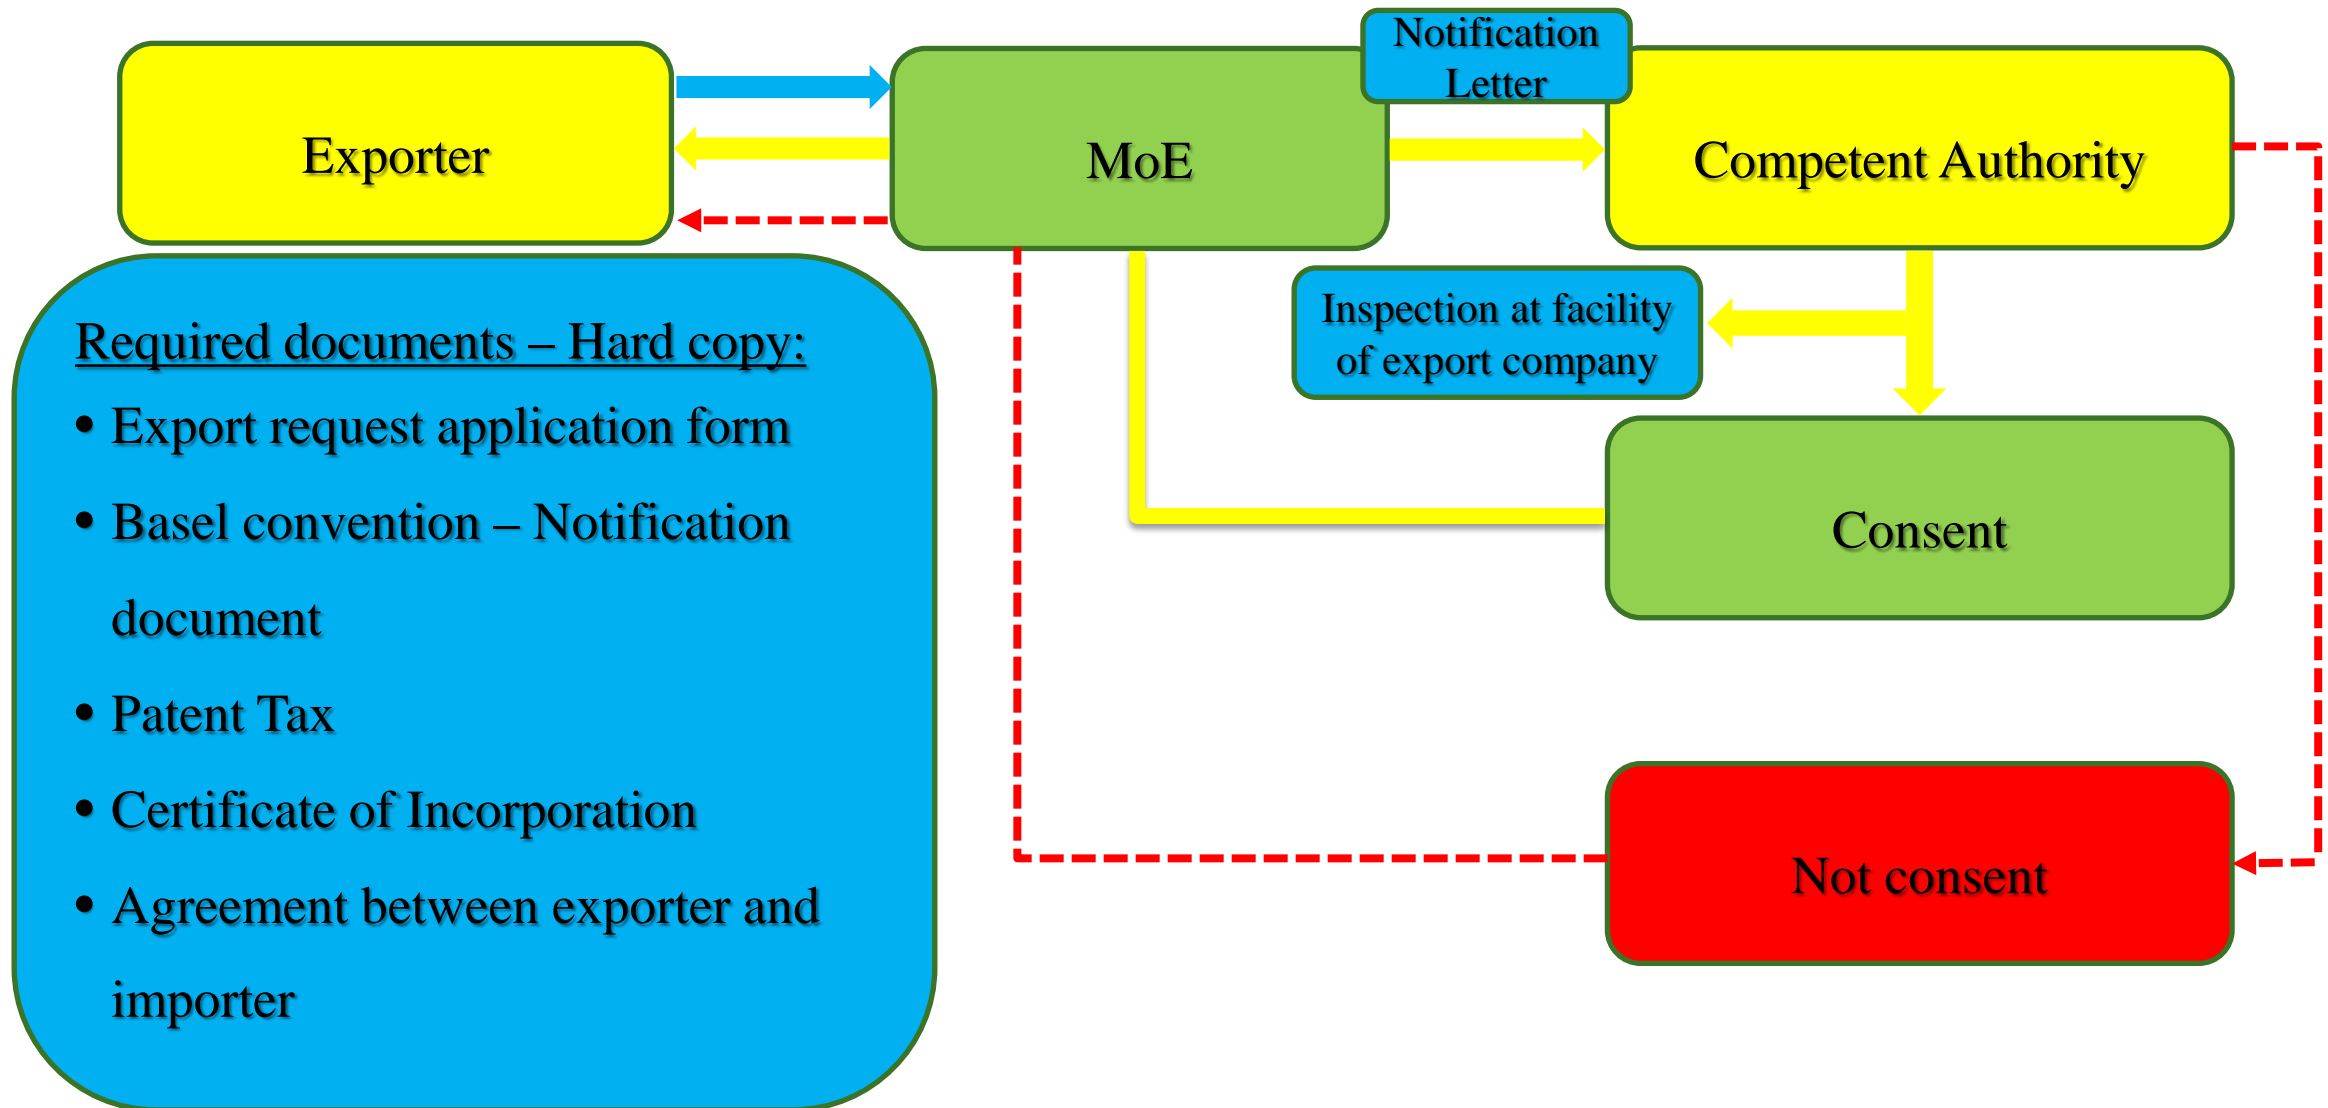 Notification
Letter
Exporter
MoE
Competent Authority
Inspection at facility
of export company
Required documents – Hard copy:
• Export request application form
• Basel convention – Notification
document
• Patent Tax
• Certificate of Incorporation
• Agreement between exporter and
importer
Consent
Not consent